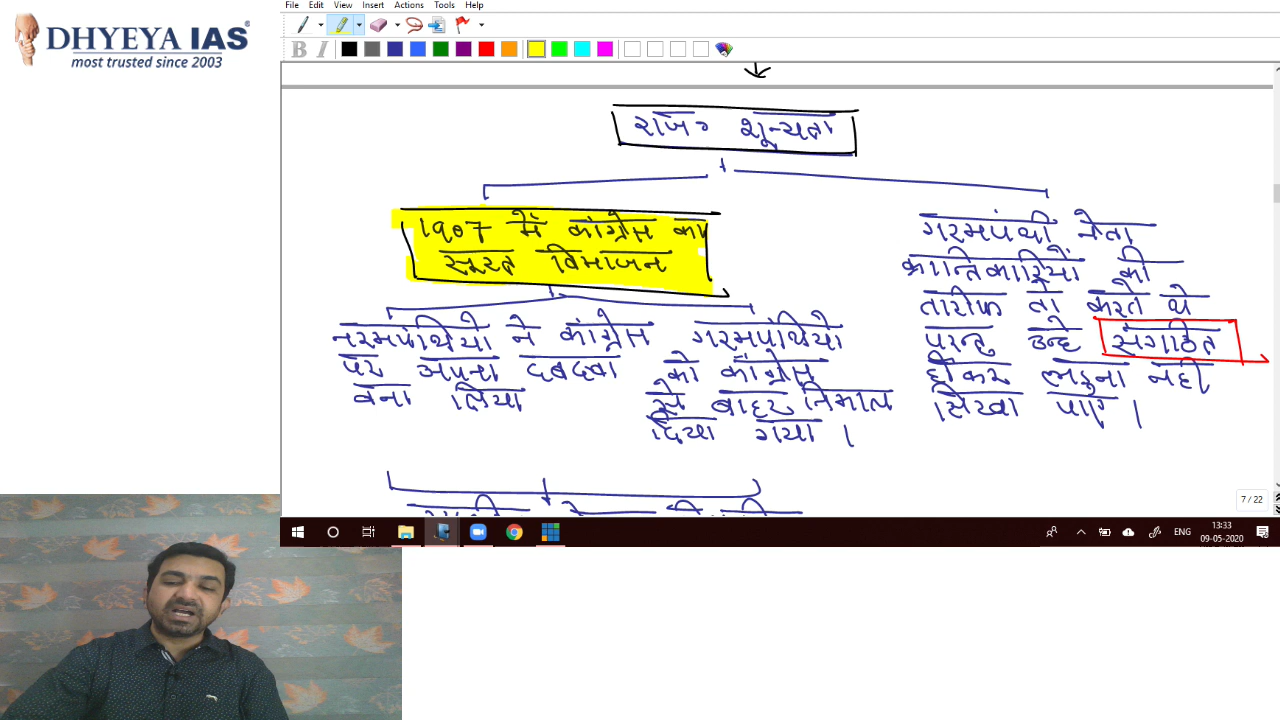 File Edit View Insert Actions Tools Help
DHYEYA IAS®
most trusted since 2003
B I
राज० शून्यता
1907 में कांग्रेस का
सूरत विभाजन
नरमपंथियो ने कांग्रेस
पर अपना दबदबा
बना लिया
गरमपंथियो
को कांग्रेस
से बाहर निकाल
दिया गया ।
गरमपंथी नेता
क्रान्तिकारियों की
तारीफ तो करते थे
परन्तु उन्हे संगठित
होकर लड़ना नही
सिखा पाए ।
7 / 22
ENG
13:33
09-05-2020